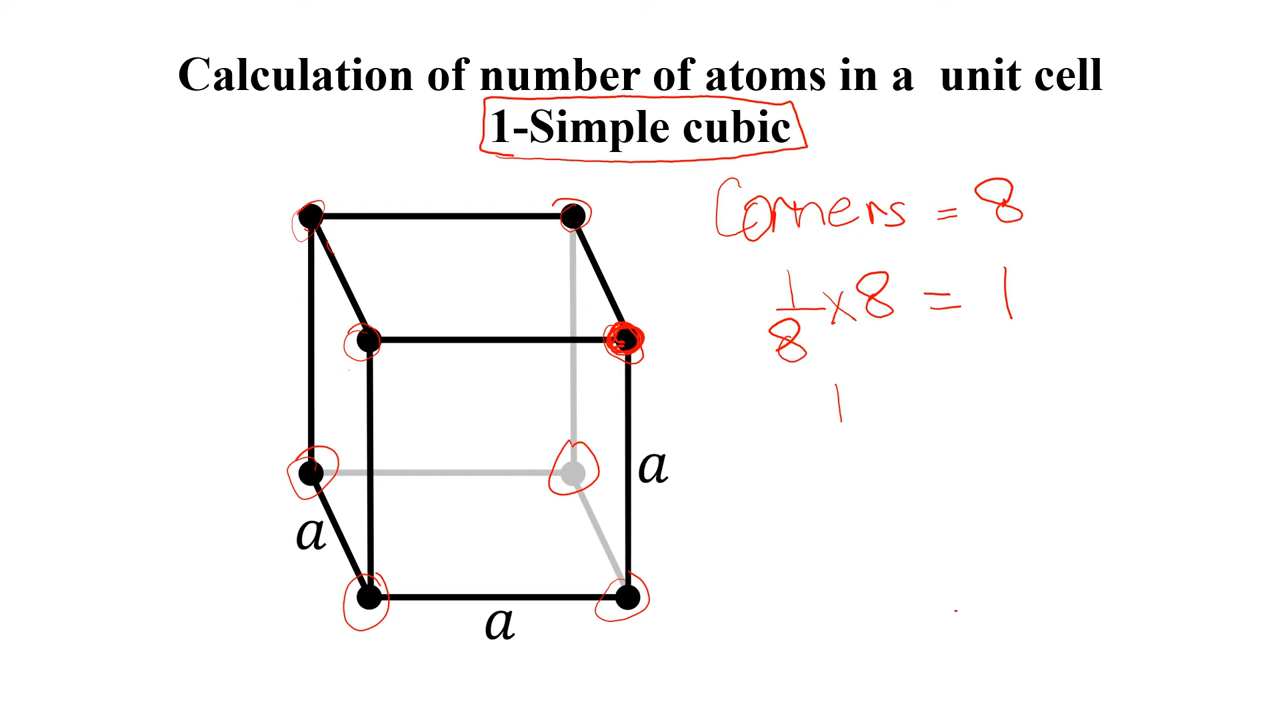 Calculation of number of atoms in a unit cell
1-Simple cubic
Corners = 8
1/8 × 8 = 1
1
a
a
a